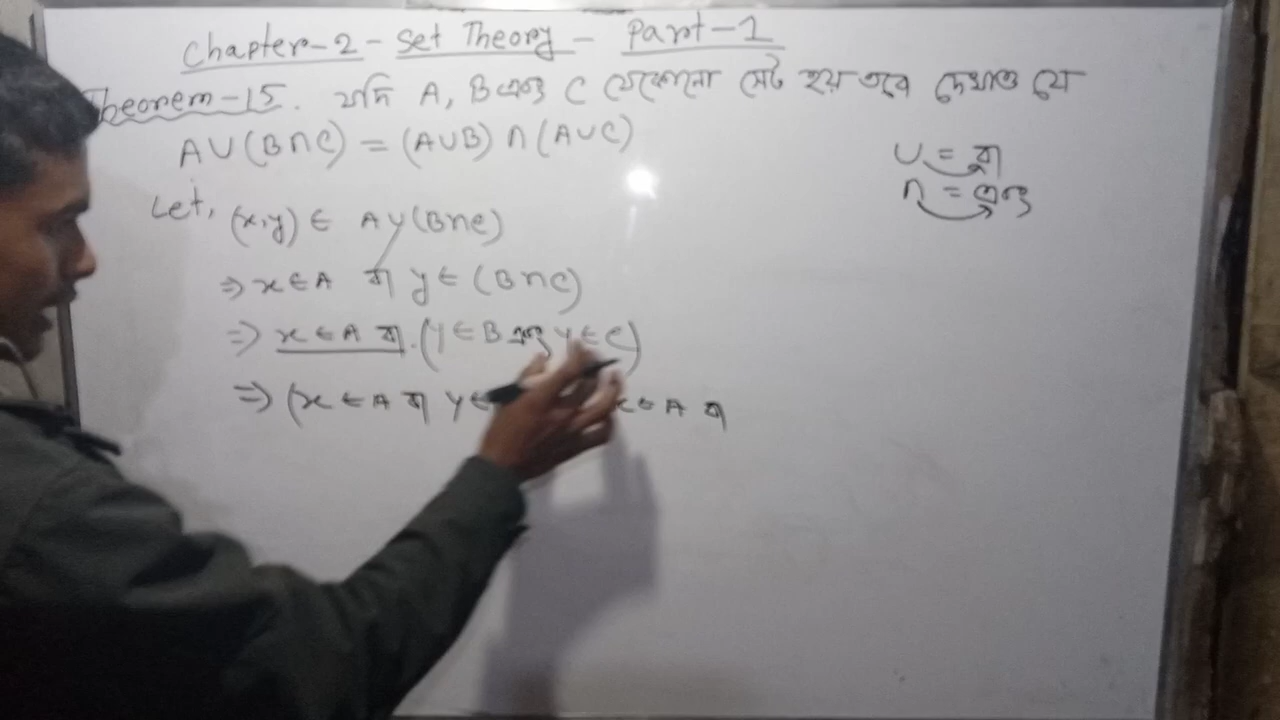 Chapter-2 - Set Theory - Part-1
Theorem-15. যদি A, B এবং C যেকোনো সেট হয় তবে দেখাও যে
A∪(B∩C) = (A∪B) ∩ (A∪C)
∪ = বা
∩ = এবং
Let, (x,y) ∈ A∪(B∩C)
⇒ x ∈ A বা y ∈ (B∩C)
⇒ x ∈ A বা (y ∈ B এবং y ∈ C)
⇒ (x ∈ A বা y ∈ x ∈ A বা